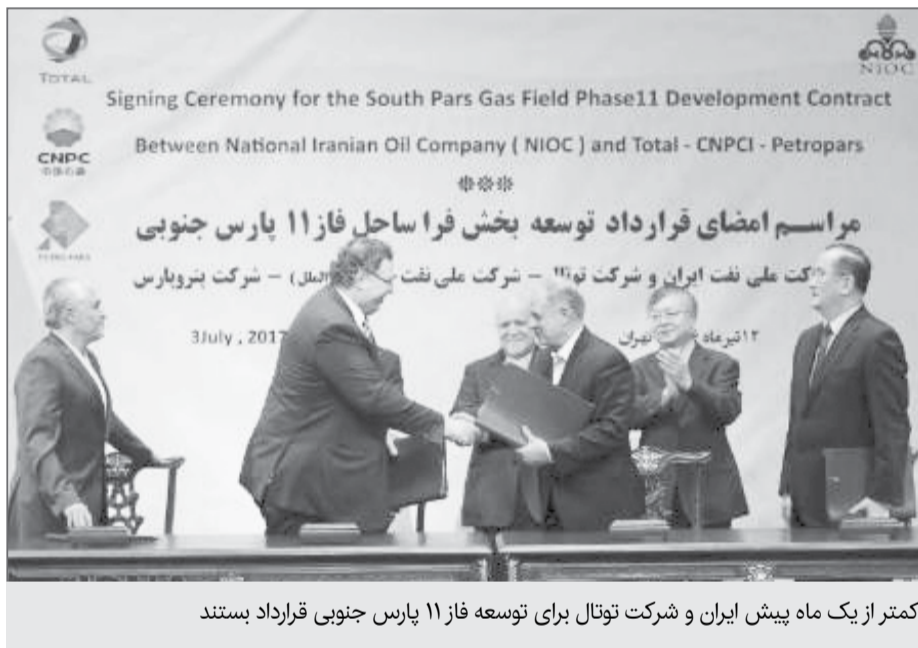 TOTAL
NIOC
Signing Ceremony for the South Pars Gas Field Phase11 Development Contract
CNPC
Between National Iranian Oil Company ( NIOC ) and Total - CNPCI - Petropars
***
مراسم امضای قرارداد توسعه بخش فرا ساحل فاز ۱۱ پارس جنوبی
کت ملی نفت ایران و شرکت توتال – شرکت ملی نفت الملل) – شرکت پتروپارس
3July , 2017
۱۲تیرماه تهران
کمتر از یک ماه پیش ایران و شرکت توتال برای توسعه فاز ۱۱ پارس جنوبی قرارداد بستند